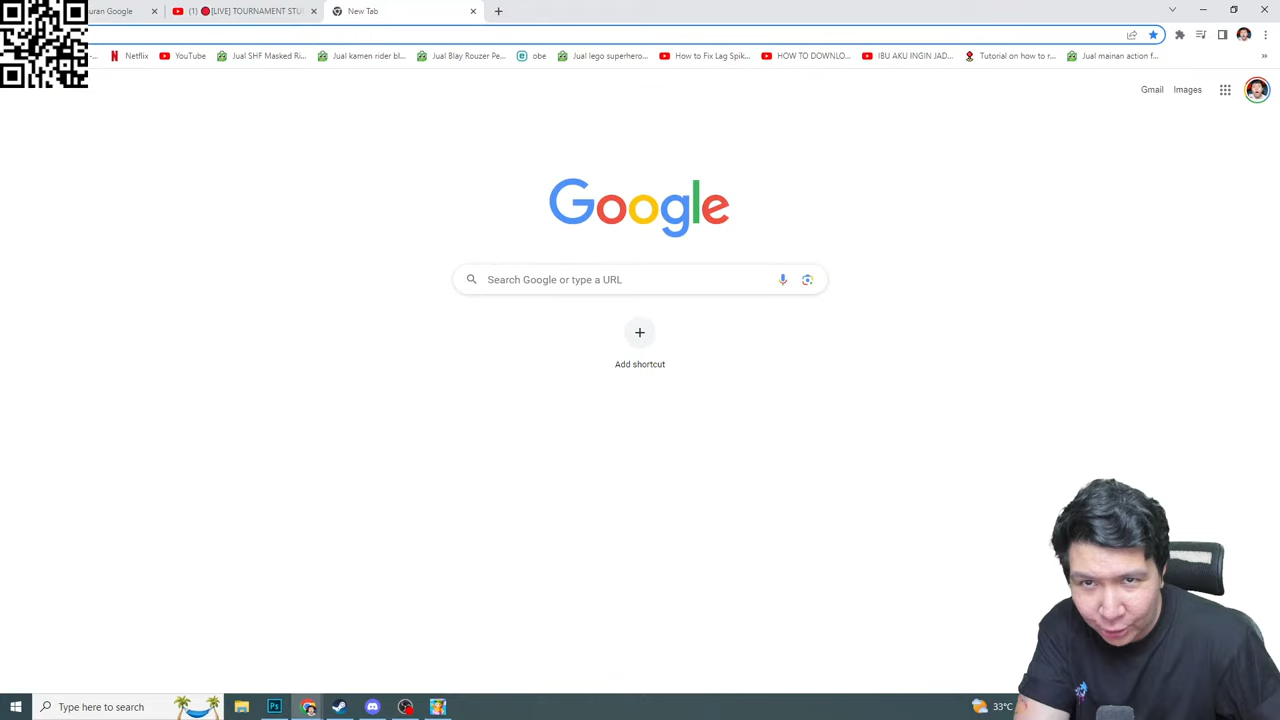 uran Google
(1) 🔴[LIVE] TOURNAMENT STU
New Tab
Netflix
YouTube
Jual SHF Masked Ri...
Jual kamen rider bl...
Jual Blay Rouzer Pe...
obe
Jual lego superhero...
How to Fix Lag Spik...
HOW TO DOWNLO...
IBU AKU INGIN JAD...
Tutorial on how to r...
Jual mainan action f...
Gmail
Images
Google
Search Google or type a URL
Add shortcut
Type here to search
Ps
33°C